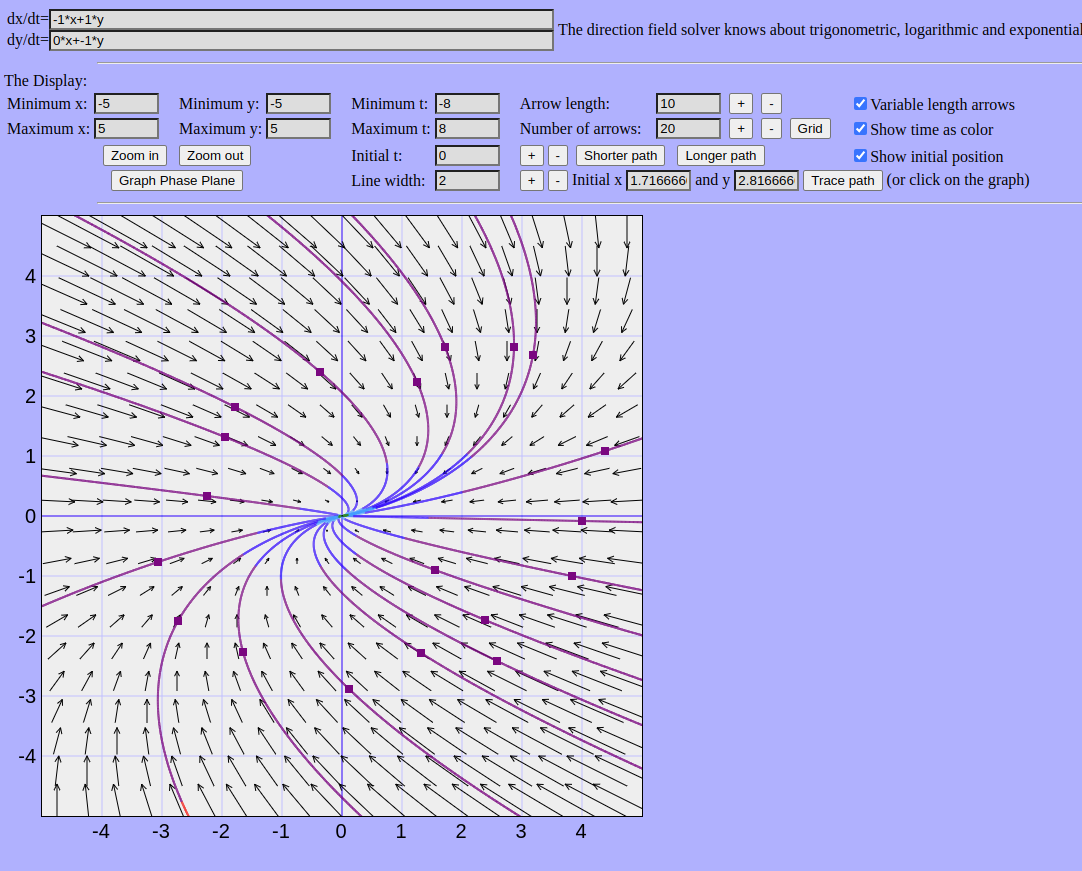 dx/dt= -1*x+1*y
dy/dt= 0*x+-1*y
The direction field solver knows about trigonometric, logarithmic and exponential
The Display:
Minimum x: -5 Minimum y: -5 Minimum t: -8 Arrow length: 10 + - Variable length arrows
Maximum x: 5 Maximum y: 5 Maximum t: 8 Number of arrows: 20 + - Grid Show time as color
Zoom in Zoom out Initial t: 0 + - Shorter path Longer path Show initial position
Graph Phase Plane Line width: 2 + - Initial x 1.716666 and y 2.816666 Trace path (or click on the graph)
4
3
2
1
0
-1
-2
-3
-4
-4 -3 -2 -1 0 1 2 3 4